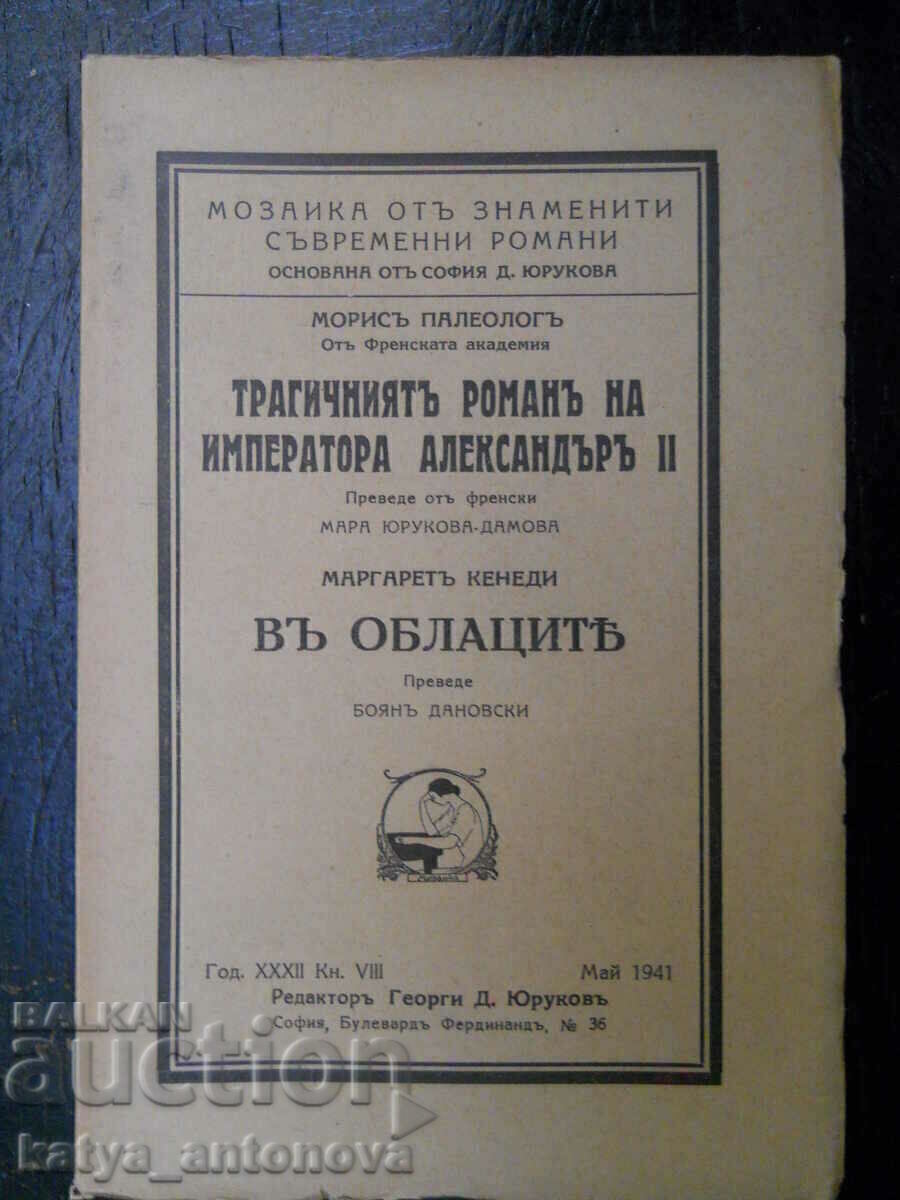 МОЗАИКА ОТЪ ЗНАМЕНИТИ
СЪВРЕМЕННИ РОМАНИ
ОСНОВАНА ОТЪ СОФИЯ Д. ЮРУКОВА
МОРИСЪ ПАЛЕОЛОГЪ
Отъ Френската академия
ТРАГИЧНИЯТЪ РОМАНЪ НА
ИМПЕРАТОРА АЛЕКСАНДЪРЪ II
Преведе отъ френски
МАРА ЮРУКОВА-ДАМОВА
МАРГАРЕТЪ КЕНЕДИ
ВЪ ОБЛАЦИТѢ
Преведе
БОЯНЪ ДАНОВСКИ
Год. XXXII Кн. VIII Май 1941
Редакторъ Георги Д. Юруковъ
София, Булевардъ Фердинандъ, № 36
BALKAN
auction
katya_antonova